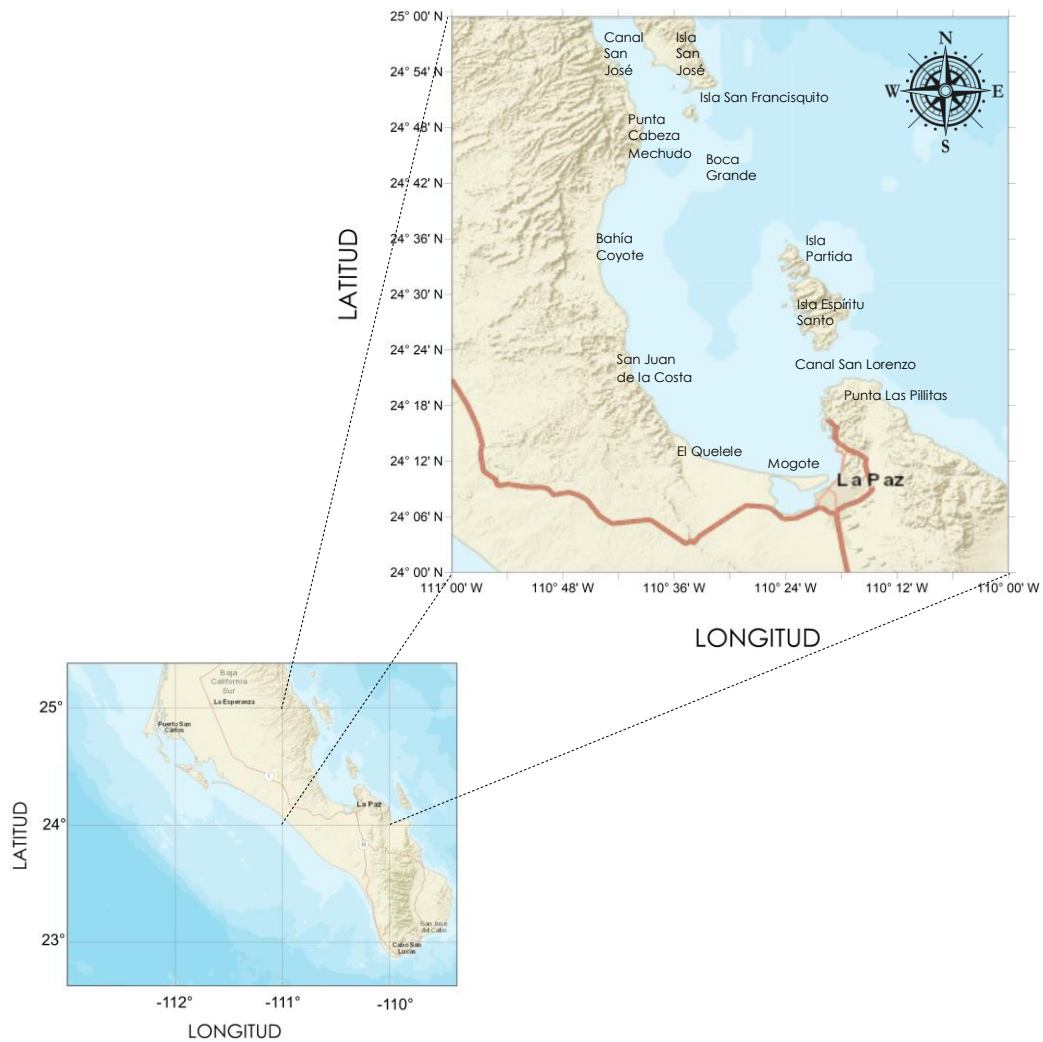 25° 00' N
24° 54' N
24° 48' N
24° 42' N
24° 36' N
24° 30' N
24° 24' N
24° 18' N
24° 12' N
24° 06' N
24° 00' N
LATITUD
Canal
San
José
Isla
San
José
Isla San Francisquito
Punta
Cabeza
Mechudo
Boca
Grande
Bahía
Coyote
Isla
Partida
Isla Espíritu
Santo
San Juan
de la Costa
Canal San Lorenzo
Punta Las Pillitas
El Quelele
Mogote
La Paz
N
W
E
S
111° 00' W
110° 48' W
110° 36' W
110° 24' W
110° 12' W
110° 00' W
LONGITUD
Baja
California
Sur
La Esperanza
Puerto San
Carlos
La Paz
San José
del Cabo
Cabo San
Lucas
25°
24°
23°
LATITUD
-112°
-111°
-110°
LONGITUD